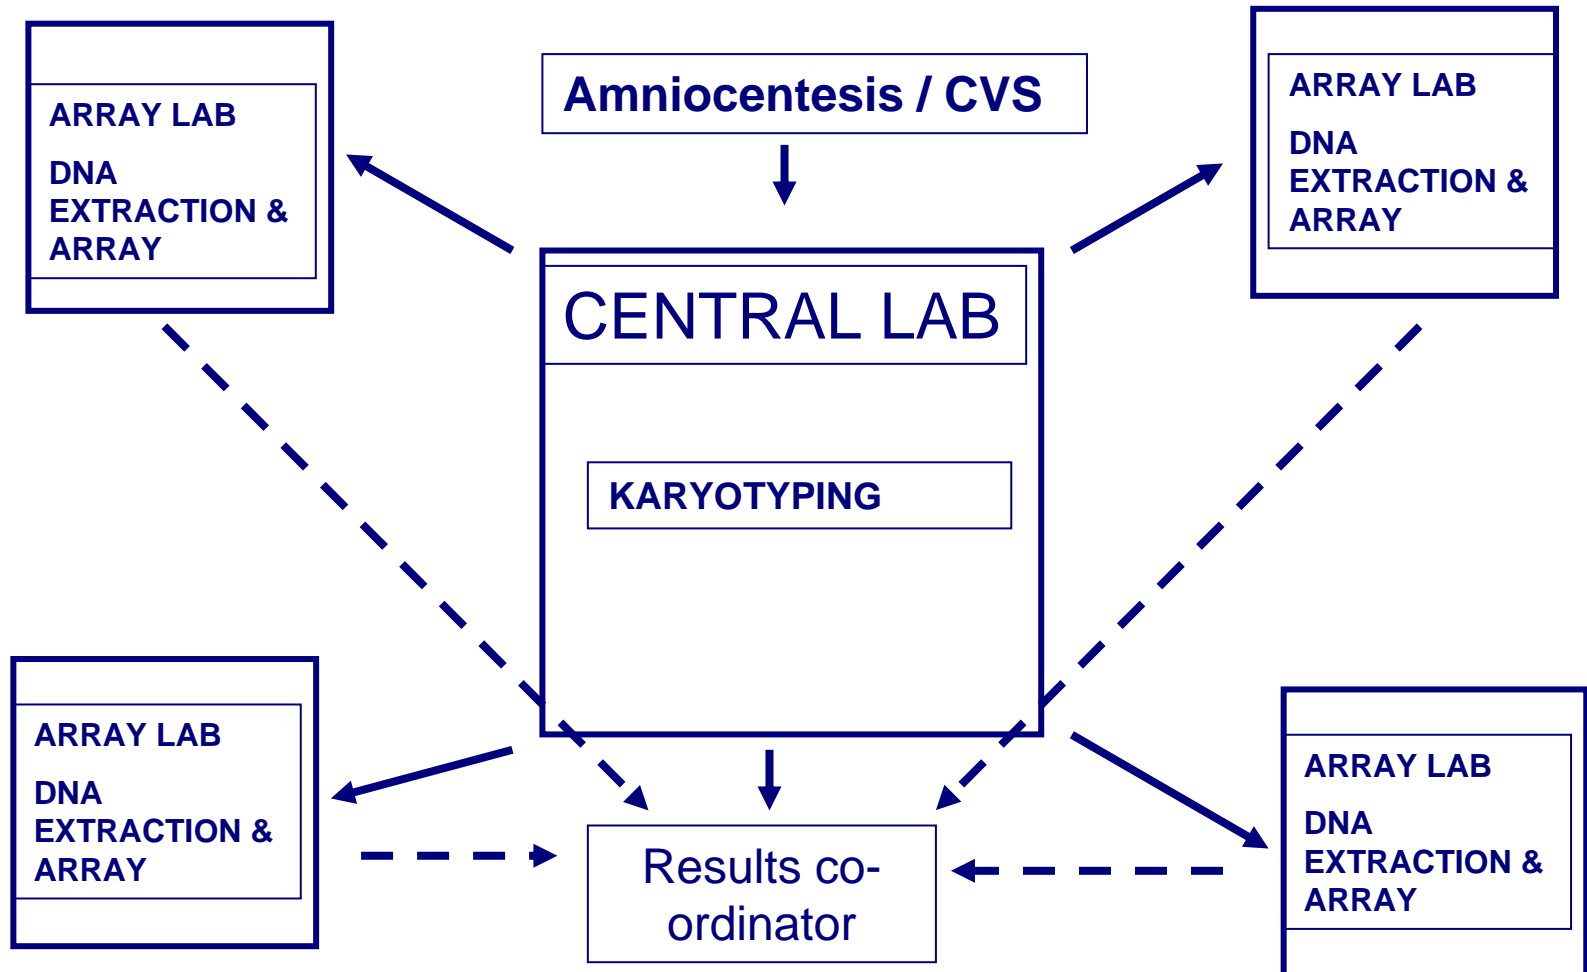 Amniocentesis / CVS
ARRAY LAB
DNA
EXTRACTION &
ARRAY
ARRAY LAB
DNA
EXTRACTION &
ARRAY
CENTRAL LAB
KARYOTYPING
ARRAY LAB
DNA
EXTRACTION &
ARRAY
ARRAY LAB
DNA
EXTRACTION &
ARRAY
Results co-
ordinator